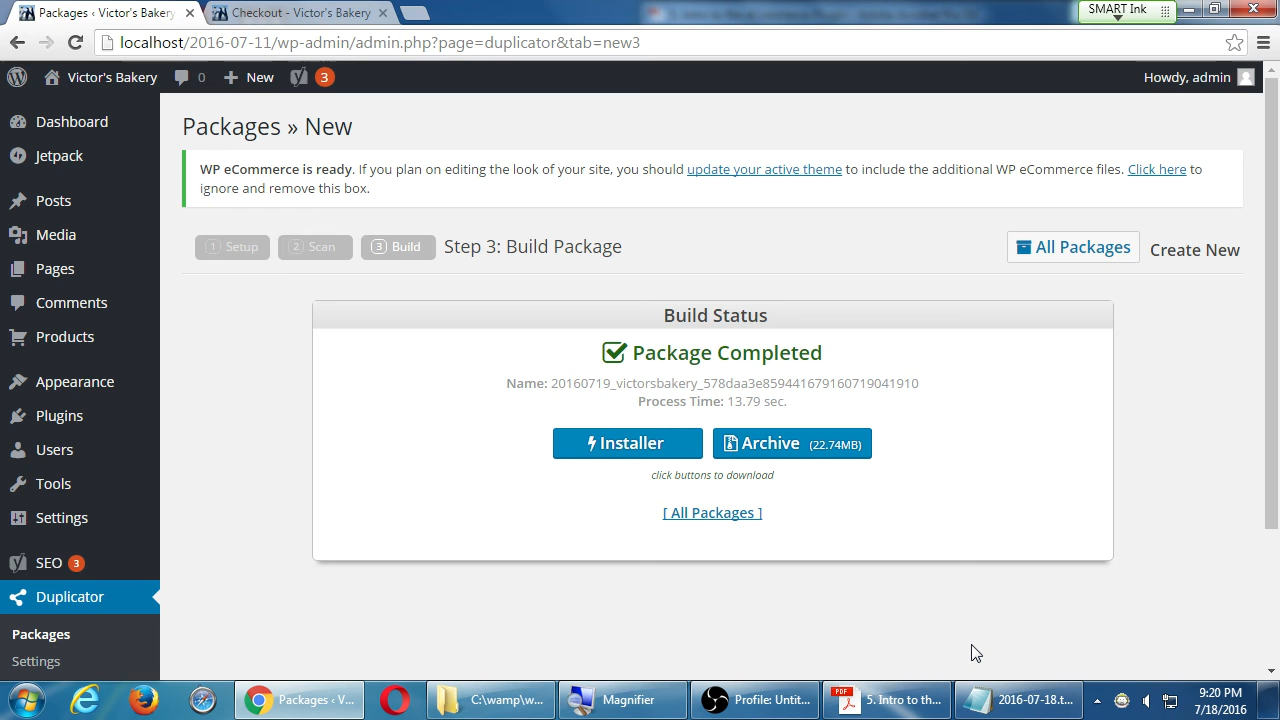 Packages ‹ Victor's Bakery
Checkout - Victor's Bakery
SMART Ink
localhost/2016-07-11/wp-admin/admin.php?page=duplicator&tab=new3
Victor's Bakery
0
New
3
Howdy, admin
Dashboard
Jetpack
Posts
Media
Pages
Comments
Products
Appearance
Plugins
Users
Tools
Settings
SEO 3
Duplicator
Packages
Settings
Packages » New
WP eCommerce is ready. If you plan on editing the look of your site, you should update your active theme to include the additional WP eCommerce files. Click here to
ignore and remove this box.
1 Setup
2 Scan
3 Build
Step 3: Build Package
All Packages
Create New
Build Status
Package Completed
Name: 20160719_victorsbakery_578daa3e859441679160719041910
Process Time: 13.79 sec.
Installer
Archive (22.74MB)
click buttons to download
[ All Packages ]
Packages ‹ V...
C:\wamp\w...
Magnifier
Profile: Untit...
PDF
5. Intro to th...
2016-07-18.t...
9:20 PM
7/18/2016